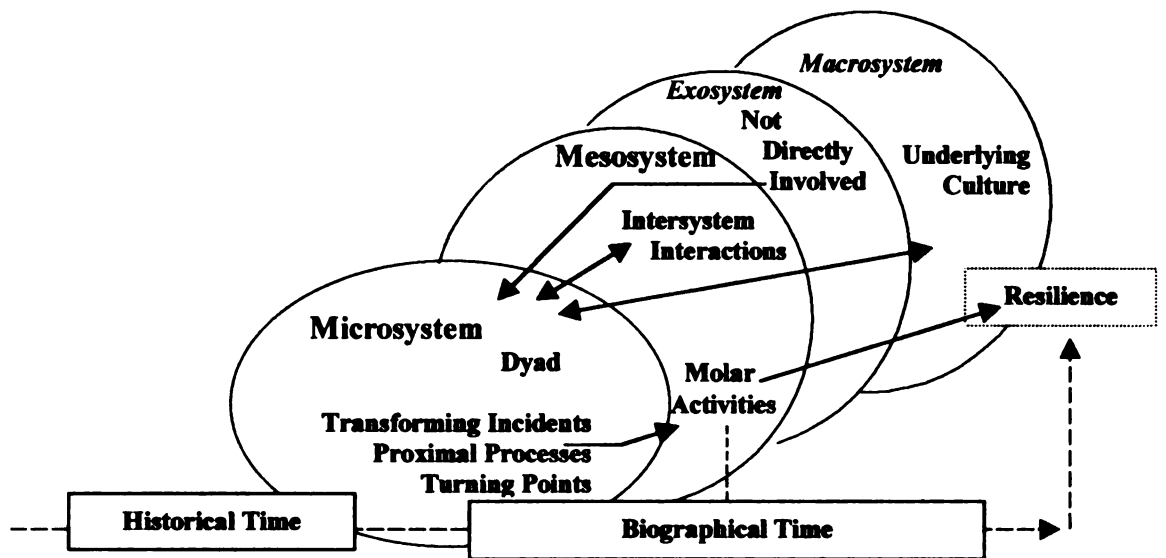 Macrosystem
Exosystem
Not
Directly
Involved
Underlying
Culture
Mesosystem
Intersystem
Interactions
Resilience
Microsystem
Dyad
Molar
Activities
Transforming Incidents
Proximal Processes
Turning Points
Historical Time
Biographical Time